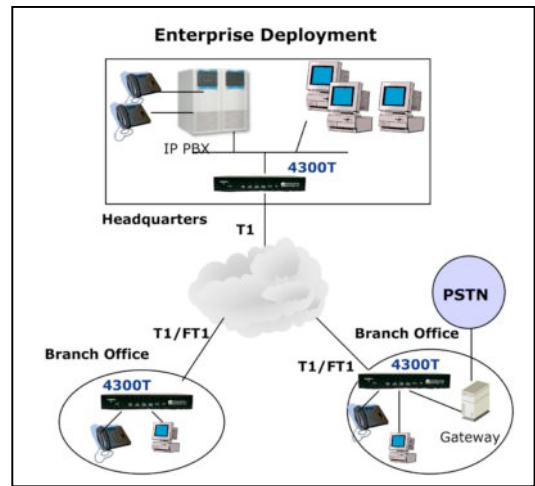 Enterprise Deployment
IP PBX
4300T
Headquarters
T1
PSTN
T1/FT1
Branch Office
Branch Office
T1/FT1
4300T
4300T
Gateway